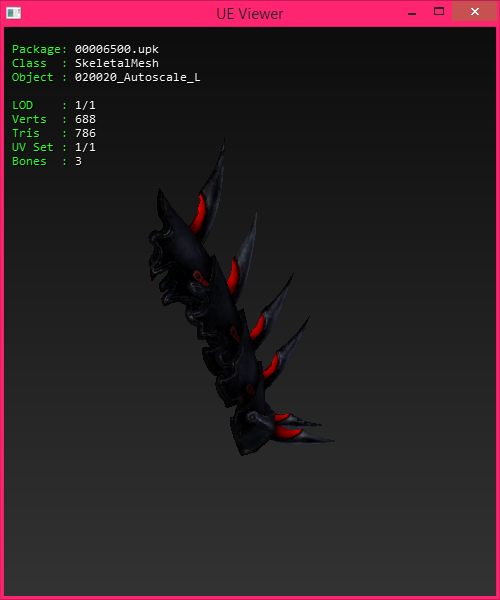 UE Viewer
Package: 00006500.upk
Class : SkeletalMesh
Object : 020020_Autoscale_L
LOD : 1/1
Verts : 688
Tris : 786
UV Set : 1/1
Bones : 3